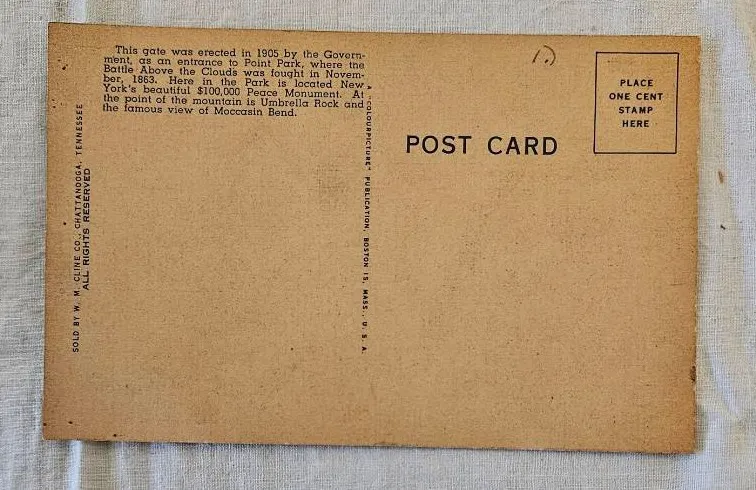 This gate was erected in 1905 by the Govern-
ment, as an entrance to Point Park, where the
Battle Above the Clouds was fought in Novem-
ber, 1863. Here in the Park is located New
York's beautiful $100,000 Peace Monument. At
the point of the mountain is Umbrella Rock and
the famous view of Moccasin Bend.
SOLD BY W. M. CLINE CO., CHATTANOOGA, TENNESSEE
ALL RIGHTS RESERVED
A "COLOURPICTURE" PUBLICATION, BOSTON 15, MASS., U. S. A.
POST CARD
PLACE
ONE CENT
STAMP
HERE